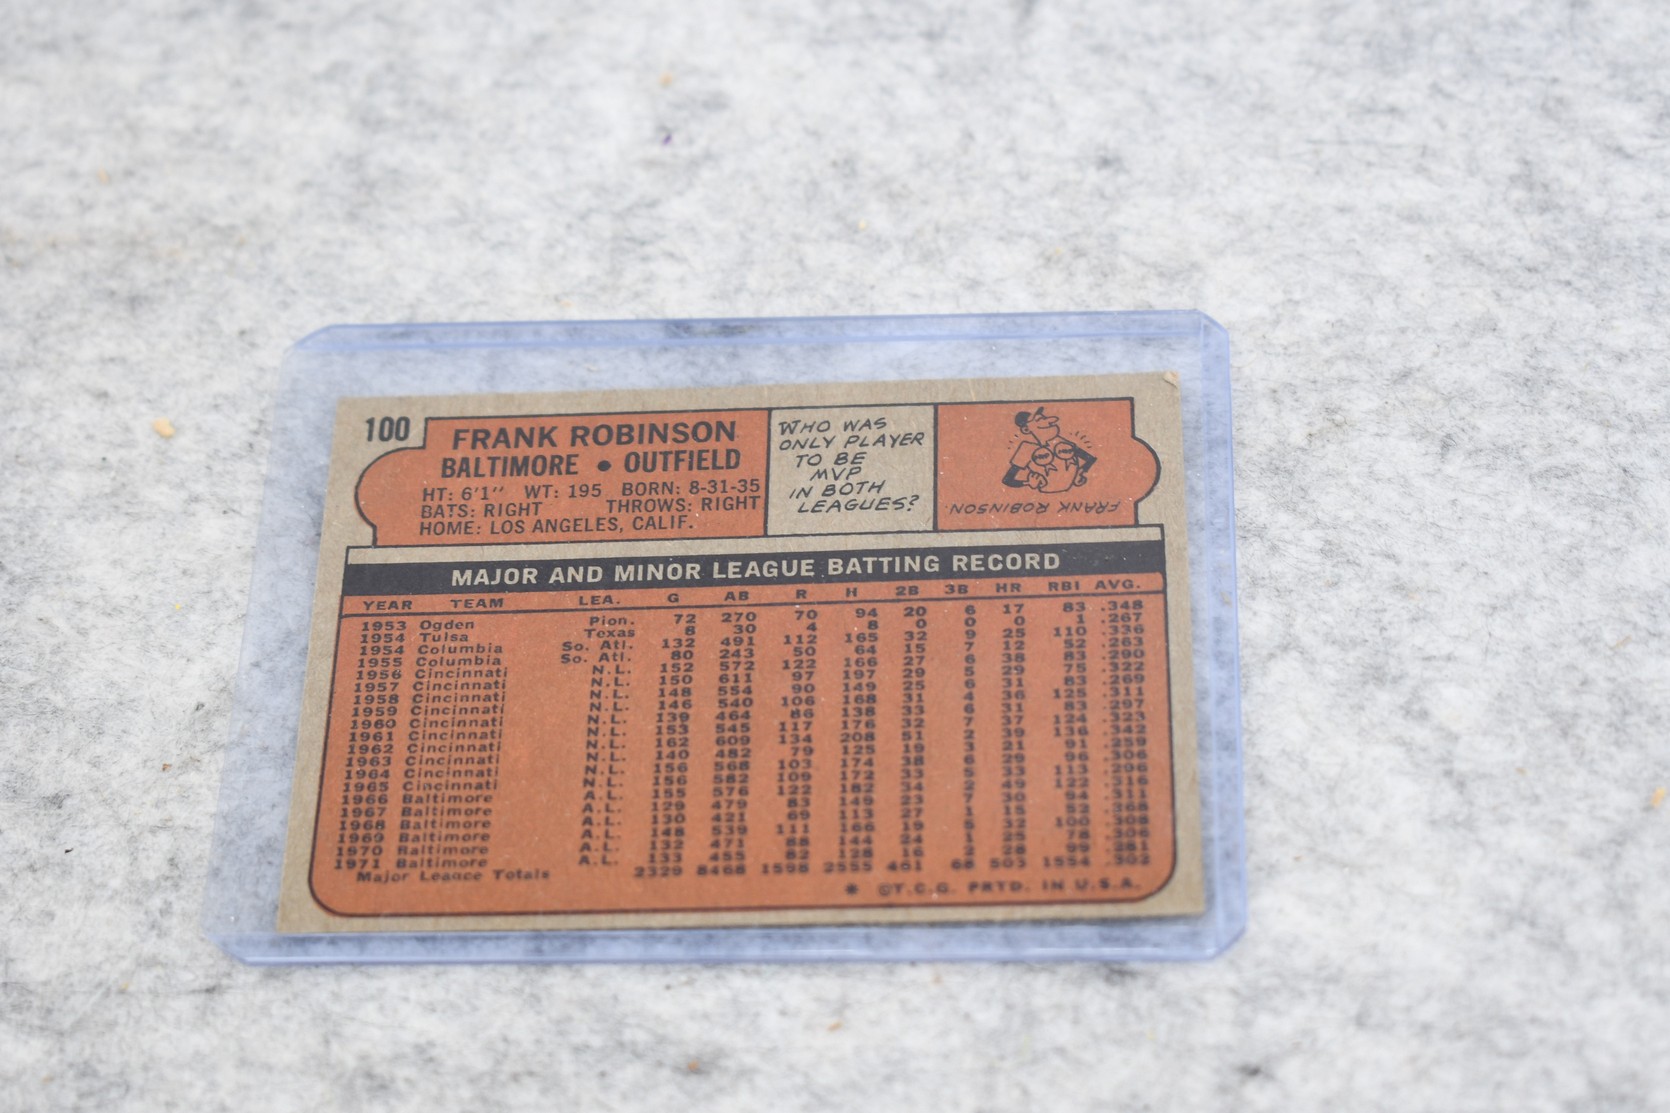 100
FRANK ROBINSON
BALTIMORE • OUTFIELD
HT: 6'1" WT: 195 BORN: 8-31-35
BATS: RIGHT THROWS: RIGHT
HOME: LOS ANGELES, CALIF.
WHO WAS
ONLY PLAYER
TO BE
MVP
IN BOTH
LEAGUES?
FRANK ROBINSON.
MAJOR AND MINOR LEAGUE BATTING RECORD
YEAR TEAM LEA. G AB R H 2B 3B HR RBI AVG.
1953 Ogden Pion. 72 270 70 94 20 6 17 83 .348
1954 Tulsa Texas 8 30 4 8 0 0 0 1 .267
1954 Columbia So. Atl. 132 491 112 165 32 9 25 110 .336
1955 Columbia So. Atl. 80 243 50 64 15 7 12 52 .263
1956 Cincinnati N.L. 152 572 122 166 27 6 38 83 .290
1957 Cincinnati N.L. 150 611 97 197 29 5 29 75 .322
1958 Cincinnati N.L. 148 554 90 149 25 6 31 83 .269
1959 Cincinnati N.L. 146 540 106 168 31 4 36 125 .311
1960 Cincinnati N.L. 139 464 86 138 33 6 31 83 .297
1961 Cincinnati N.L. 153 545 117 176 32 7 37 124 .323
1962 Cincinnati N.L. 162 609 134 208 51 2 39 136 .342
1963 Cincinnati N.L. 140 482 79 125 19 3 21 91 .259
1964 Cincinnati N.L. 156 568 103 174 38 6 29 96 .306
1965 Cincinnati N.L. 156 582 109 172 33 5 33 113 .296
1966 Baltimore A.L. 155 576 122 182 34 2 49 122 .316
1967 Baltimore A.L. 129 479 83 149 23 7 30 94 .311
1968 Baltimore A.L. 130 421 69 113 27 1 15 52 .268
1969 Baltimore A.L. 148 539 111 166 19 5 32 100 .308
1970 Baltimore A.L. 132 471 88 144 24 1 25 78 .306
1971 Baltimore A.L. 133 455 82 128 16 2 28 99 .281
Major League Totals 2329 8468 1598 2555 461 68 503 1554 .302
* ©T.C.G. PRTD. IN U.S.A.